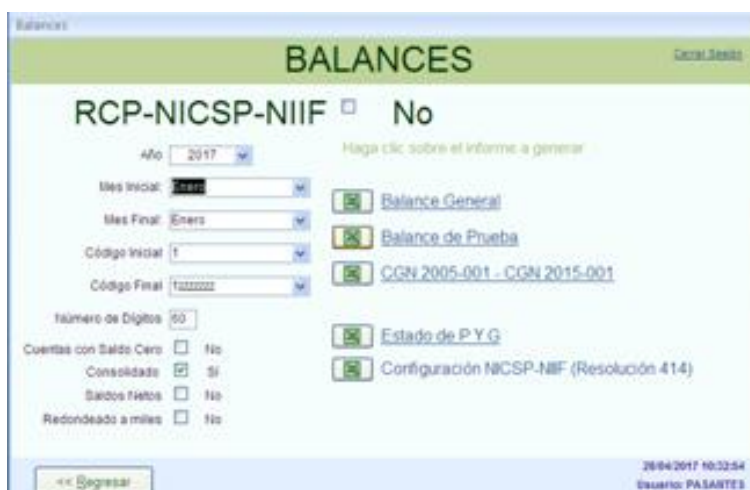 Balances
BALANCES
Cerrar Sesión
RCP-NICSP-NIIF No
Año 2017
Haga clic sobre el informe a generar
Mes Inicial: Enero
Mes Final: Enero
Código Inicial 1
Código Final 1zzzzzz
Número de Dígitos 60
Cuentas con Saldo Cero No
Consolidado Sí
Saldos Netos No
Redondeado a miles No
Balance General
Balance de Prueba
CGN 2005-001 - CGN 2015-001
Estado de P Y G
Configuración NICSP-NIIF (Resolución 414)
<< Regresar
26/04/2017 10:32:54
Usuario: PASANTES